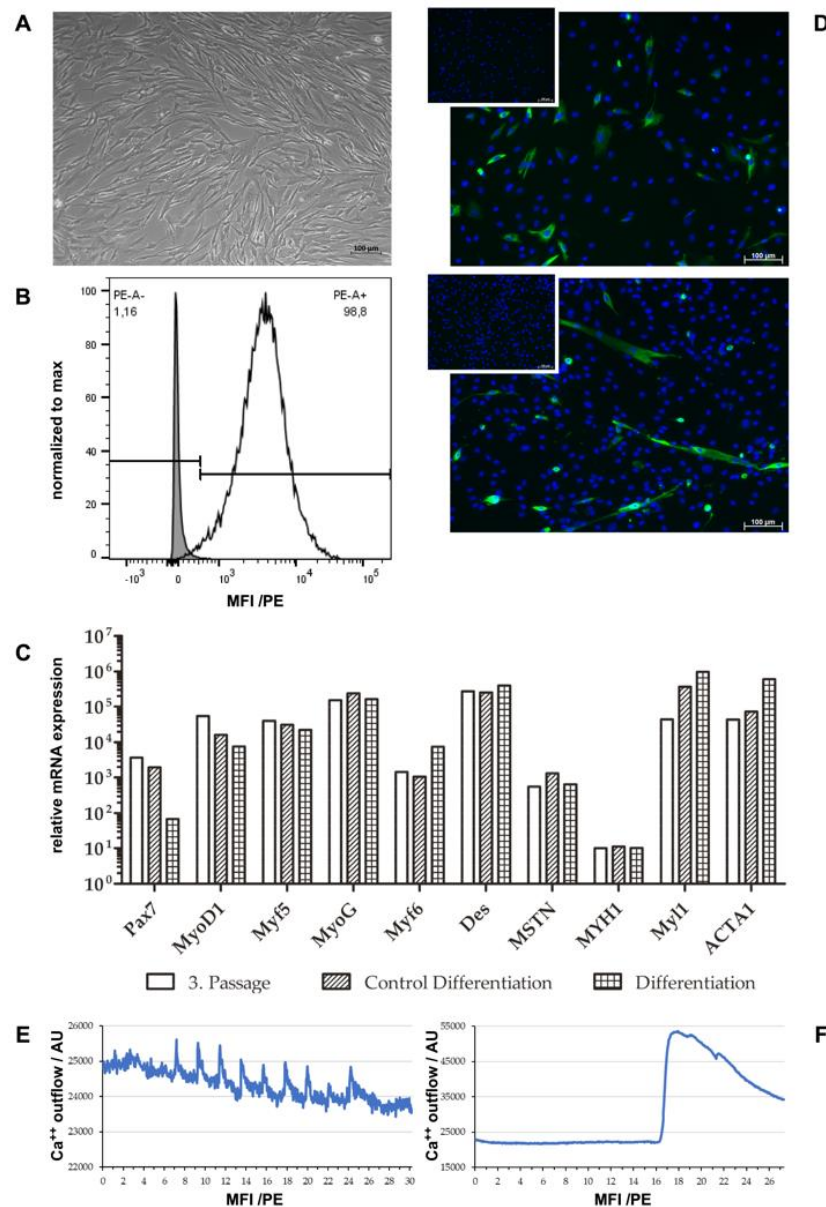 A
100 µm
D
100 µm
100 µm
B
PE-A-
1,16
PE-A+
98,8
100
80
60
40
20
0
normalized to max
-10³ 0 10³ 10⁴ 10⁵
MFI /PE
C
10⁷
10⁶
10⁵
10⁴
10³
10²
10¹
10⁰
relative mRNA expression
Pax7 MyoD1 Myf5 MyoG Myf6 Des MSTN MYH1 Myl1 ACTA1
3. Passage Control Differentiation Differentiation
E
26000
25000
24000
23000
22000
Ca⁺⁺ outflow / AU
0 2 4 6 8 10 12 14 16 18 20 22 24 26 28 30
MFI /PE
F
55000
45000
35000
25000
15000
Ca⁺⁺ outflow / AU
0 2 4 6 8 10 12 14 16 18 20 22 24 26
MFI /PE